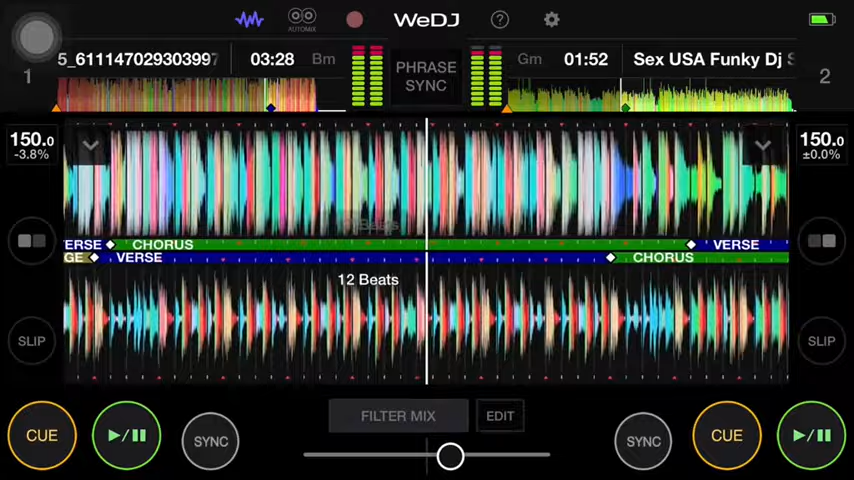 AUTOMIX
WeDJ
?
5_611147029303997
03:28
Bm
PHRASE
SYNC
Gm
01:52
Sex USA Funky Dj S
1
2
150.0
-3.8%
150.0
±0.0%
ERSE
CHORUS
VERSE
GE
VERSE
CHORUS
12 Beats
SLIP
SLIP
FILTER MIX
EDIT
CUE
SYNC
SYNC
CUE